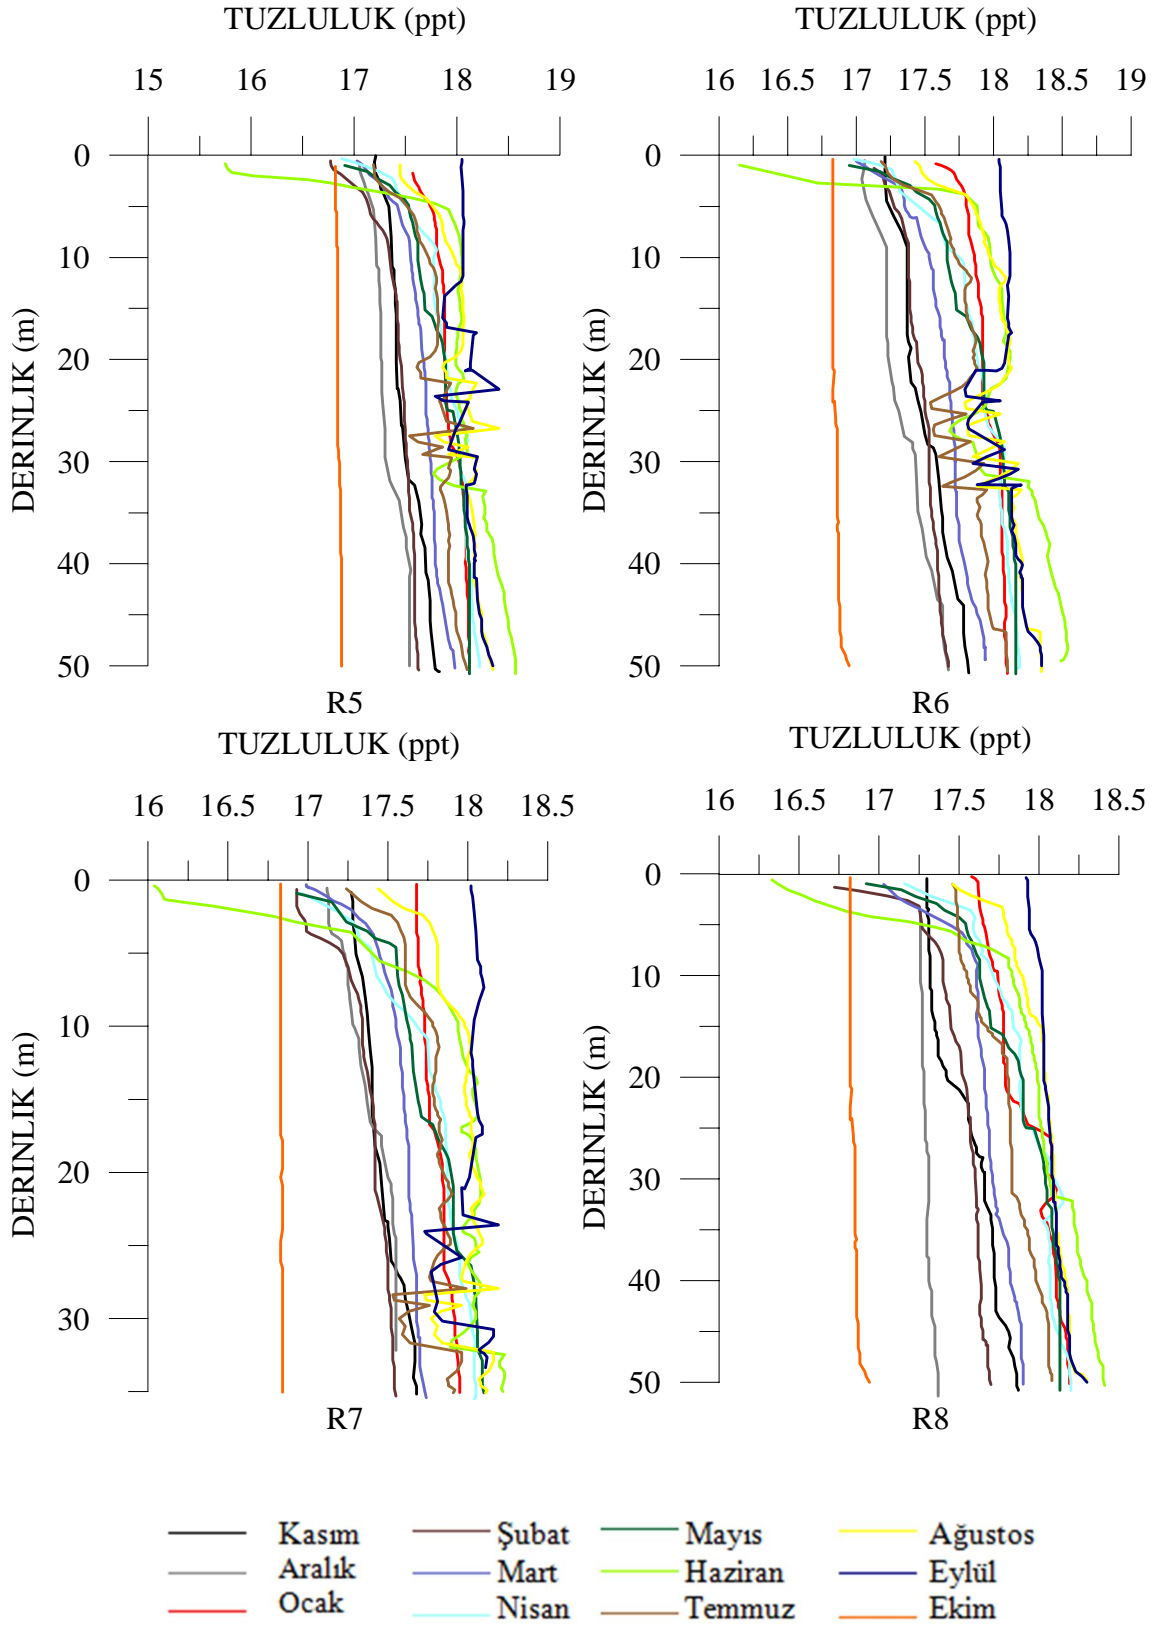 TUZLULUK (ppt)
15 16 17 18 19
0
10
20
30
40
50
DERINLIK (m)
R5
TUZLULUK (ppt)
16 16.5 17 17.5 18 18.5 19
0
10
20
30
40
50
DERINLIK (m)
R6
TUZLULUK (ppt)
16 16.5 17 17.5 18 18.5
0
10
20
30
DERINLIK (m)
R7
TUZLULUK (ppt)
16 16.5 17 17.5 18 18.5
0
10
20
30
40
50
DERINLIK (m)
R8
Kasım Şubat Mayıs Ağustos
Aralık Mart Haziran Eylül
Ocak Nisan Temmuz Ekim